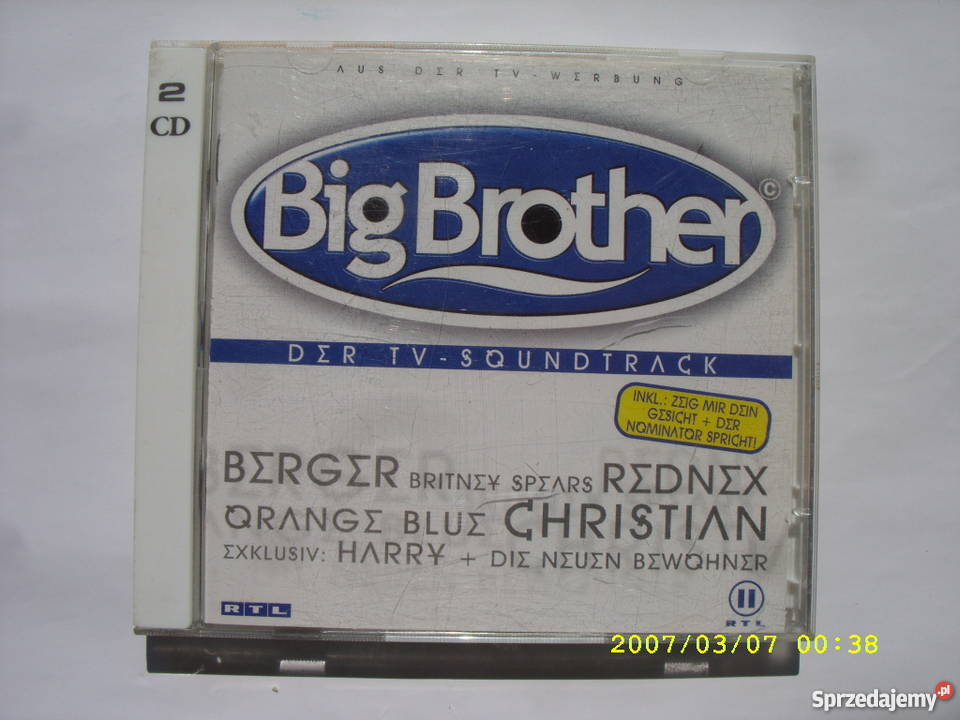 AUS DER TV-WERBUNG
2
CD
Big Brother ©
DER TV-SOUNDTRACK
INKL.: ZEIG MIR DEIN
GESICHT + DER
NOMINATOR SPRICHT!
BERGER BRITNEY SPEARS REDNEX
ORANGE BLUE CHRISTIAN
EXKLUSIV: HARRY + DIE NEUEN BEWOHNER
RTL
II
RTL
2007/03/07 00:38
Sprzedajemy.pl